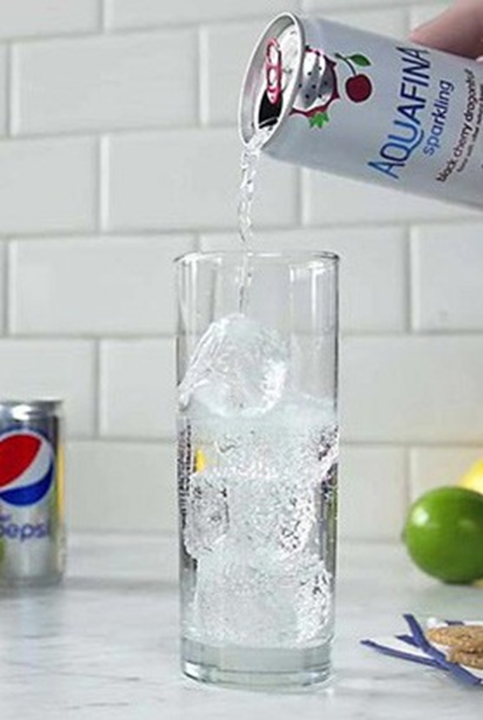 AQUAFINA
sparkling
black cherry dragonfruit
pepsi